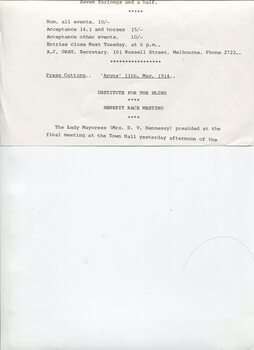 Seven furlongs and a half.
*****
Nom. all events. 10/-
Acceptance 14.1 and horses 15/-
Acceptance other events. 10/-
Entries close Next Tuesday, at 6 p.m..
A.J. GRAY, Secretary. 161 Russell Street. Melbourne. Phone 2722..
*****************
Press Cutting.. 'Argus' 11th. May, 1914..
INSTITUTE FOR THE BLIND
****
BENEFIT RACE MEETING
****
The Lady Mayoress (Mrs. D. V. Hennessy) presided at the
final meeting at the Town Hall yesterday afternoon of the